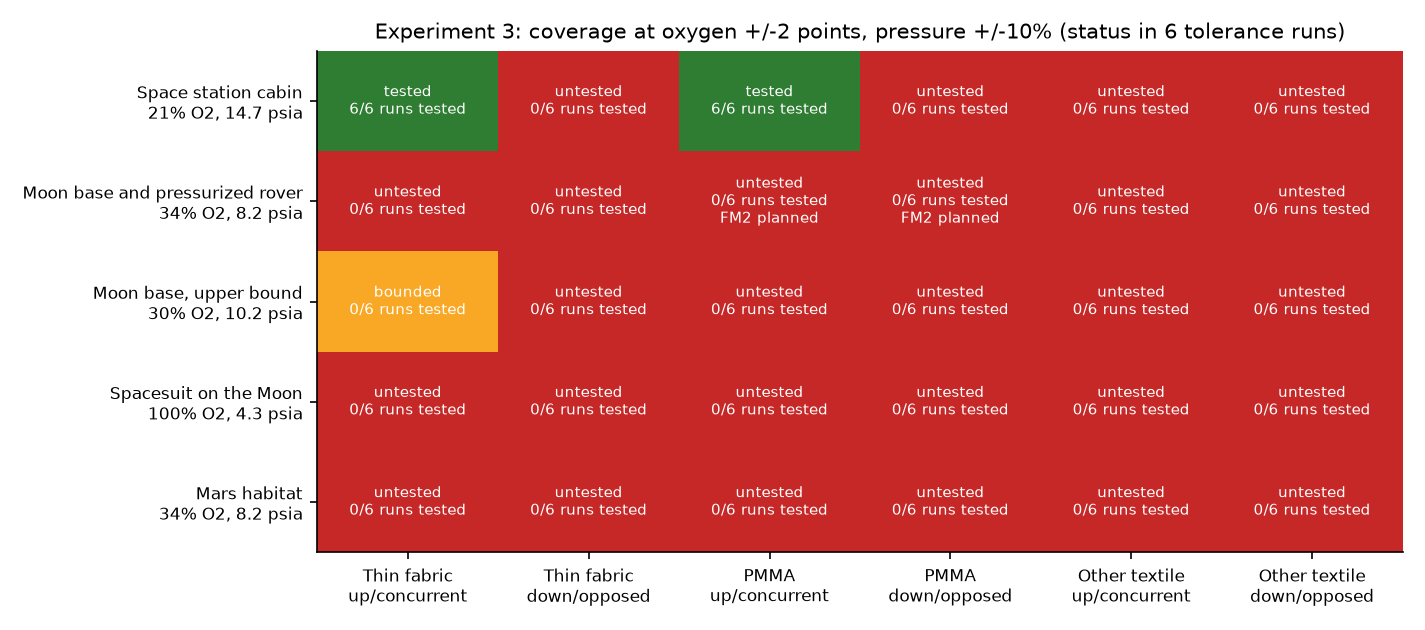 Experiment 3: coverage at oxygen +/-2 points, pressure +/-10% (status in 6 tolerance runs)
Space station cabin
21% O2, 14.7 psia
tested
6/6 runs tested
untested
0/6 runs tested
tested
6/6 runs tested
untested
0/6 runs tested
untested
0/6 runs tested
untested
0/6 runs tested
Moon base and pressurized rover
34% O2, 8.2 psia
untested
0/6 runs tested
untested
0/6 runs tested
untested
0/6 runs tested
FM2 planned
untested
0/6 runs tested
FM2 planned
untested
0/6 runs tested
untested
0/6 runs tested
Moon base, upper bound
30% O2, 10.2 psia
bounded
0/6 runs tested
untested
0/6 runs tested
untested
0/6 runs tested
untested
0/6 runs tested
untested
0/6 runs tested
untested
0/6 runs tested
Spacesuit on the Moon
100% O2, 4.3 psia
untested
0/6 runs tested
untested
0/6 runs tested
untested
0/6 runs tested
untested
0/6 runs tested
untested
0/6 runs tested
untested
0/6 runs tested
Mars habitat
34% O2, 8.2 psia
untested
0/6 runs tested
untested
0/6 runs tested
untested
0/6 runs tested
untested
0/6 runs tested
untested
0/6 runs tested
untested
0/6 runs tested
Thin fabric
up/concurrent
Thin fabric
down/opposed
PMMA
up/concurrent
PMMA
down/opposed
Other textile
up/concurrent
Other textile
down/opposed